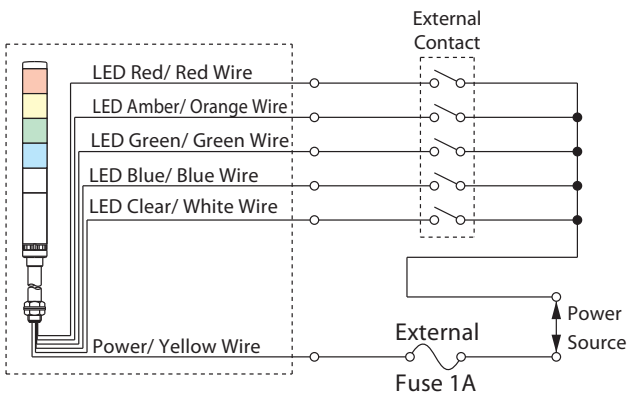 External
Contact
LED Red/ Red Wire
LED Amber/ Orange Wire
LED Green/ Green Wire
LED Blue/ Blue Wire
LED Clear/ White Wire
Power
Source
External
Fuse 1A
Power/ Yellow Wire